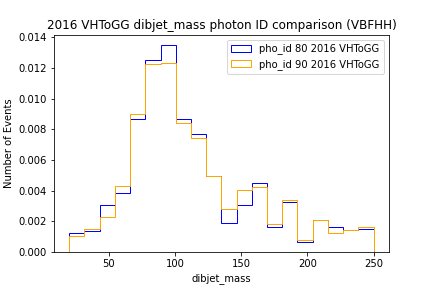 2016 VHToGG dibjet_mass photon ID comparison (VBFHH)
pho_id 80 2016 VHToGG
pho_id 90 2016 VHToGG
Number of Events
0.014
0.012
0.010
0.008
0.006
0.004
0.002
0.000
50 100 150 200 250
dibjet_mass